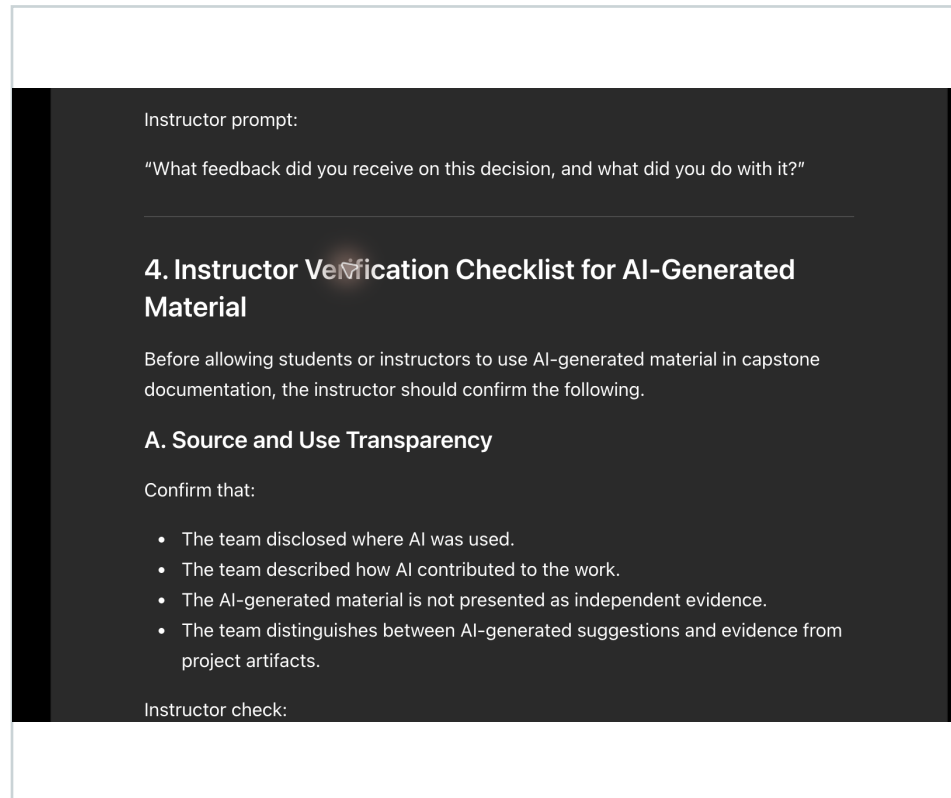 Instructor prompt:
“What feedback did you receive on this decision, and what did you do with it?”
4. Instructor Verification Checklist for AI-Generated
Material
Before allowing students or instructors to use AI-generated material in capstone
documentation, the instructor should confirm the following.
A. Source and Use Transparency
Confirm that:
• The team disclosed where AI was used.
• The team described how AI contributed to the work.
• The AI-generated material is not presented as independent evidence.
• The team distinguishes between AI-generated suggestions and evidence from
project artifacts.
Instructor check: